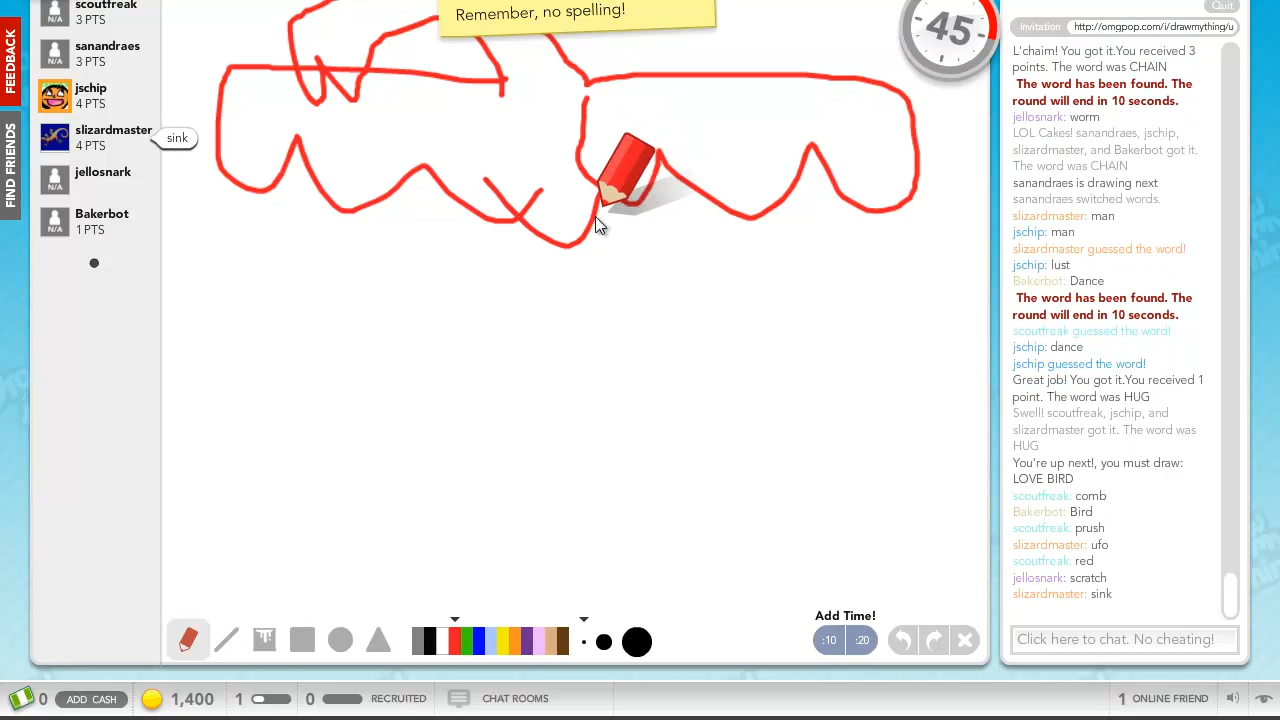 FEEDBACK
FIND FRIENDS
scoutfreak
3 PTS
sanandraes
3 PTS
jschip
4 PTS
slizardmaster
4 PTS
sink
N/A
jellosnark
N/A
Bakerbot
1 PTS
Remember, no spelling!
45
Quit
Invitation
http://omgpop.com/i/drawmything/u
L'chaim! You got it.You received 3
points. The word was CHAIN
The word has been found. The
round will end in 10 seconds.
jellosnark: worm
LOL Cakes! sanandraes, jschip,
slizardmaster, and Bakerbot got it.
The word was CHAIN
sanandraes is drawing next
sanandraes switched words.
slizardmaster: man
jschip: man
slizardmaster guessed the word!
jschip: lust
Bakerbot: Dance
The word has been found. The
round will end in 10 seconds.
scoutfreak guessed the word!
jschip: dance
jschip guessed the word!
Great job! You got it.You received 1
point. The word was HUG
Swell! scoutfreak, jschip, and
slizardmaster got it. The word was
HUG
You're up next!, you must draw:
LOVE BIRD
scoutfreak: comb
Bakerbot: Bird
scoutfreak: prush
slizardmaster: ufo
scoutfreak: red
jellosnark: scratch
slizardmaster: sink
Click here to chat. No cheating!
Add Time!
:10
:20
0
ADD CASH
1,400
1
0
RECRUITED
CHAT ROOMS
1 ONLINE FRIEND
N/A